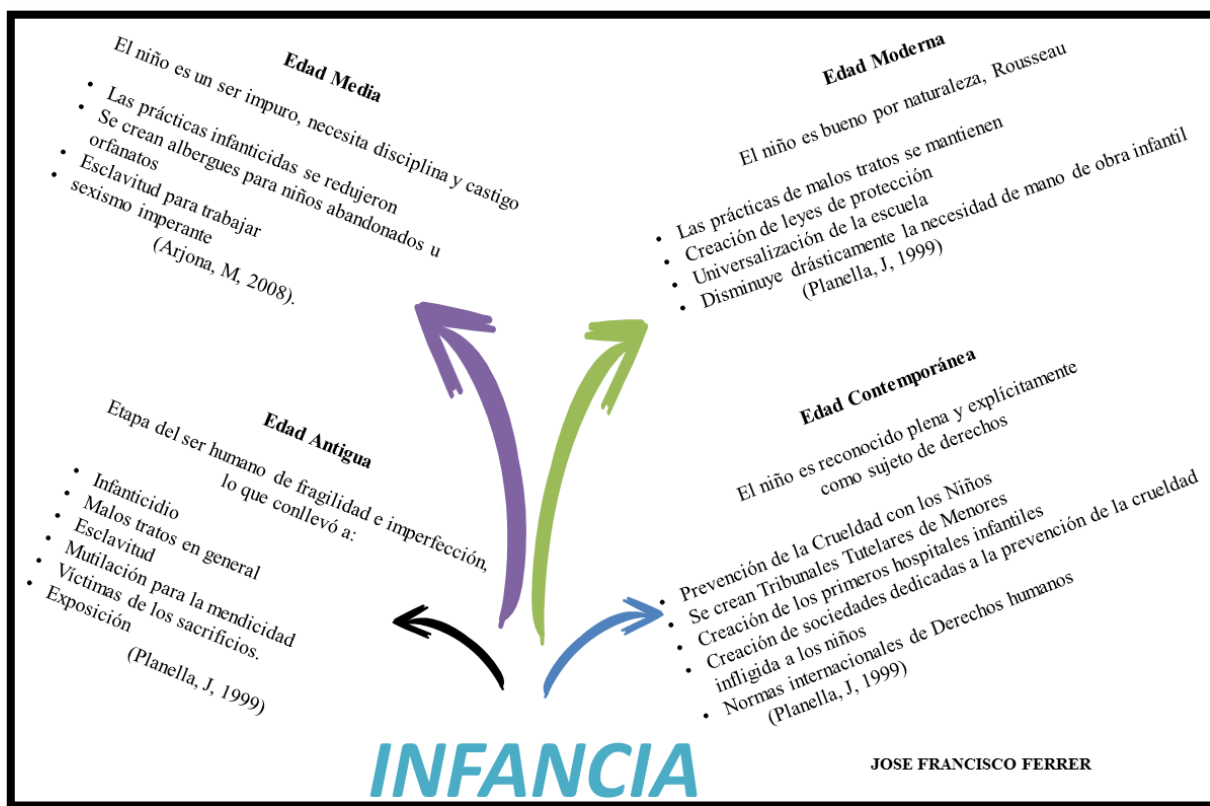 Edad Media
El niño es un ser impuro, necesita disciplina y castigo
• Las prácticas infanticidas se redujeron
• Se crean albergues para niños abandonados u
orfanatos
• Esclavitud para trabajar
• sexismo imperante
(Arjona, M, 2008).
Edad Moderna
El niño es bueno por naturaleza, Rousseau
• Las prácticas de malos tratos se mantienen
• Creación de leyes de protección
• Universalización de la escuela
• Disminuye drásticamente la necesidad de mano de obra infantil
(Planella, J, 1999)
Edad Antigua
Etapa del ser humano de fragilidad e imperfección,
lo que conllevó a:
• Infanticidio
• Malos tratos en general
• Esclavitud
• Mutilación para la mendicidad
• Víctimas de los sacrificios.
• Exposición
(Planella, J, 1999)
Edad Contemporánea
El niño es reconocido plena y explícitamente
como sujeto de derechos
• Prevención de la Crueldad con los Niños
• Se crean Tribunales Tutelares de Menores
• Creación de los primeros hospitales infantiles
• Creación de sociedades dedicadas a la prevención de la crueldad
infligida a los niños
• Normas internacionales de Derechos humanos
(Planella, J, 1999)
INFANCIA
JOSE FRANCISCO FERRER